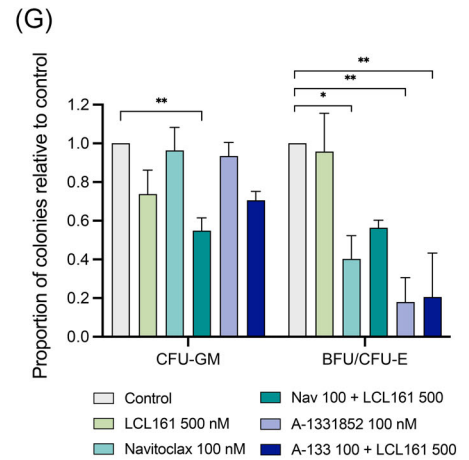 (G)
Proportion of colonies relative to control
**
**
**
*
1.2
1.0
0.8
0.6
0.4
0.2
0.0
CFU-GM
BFU/CFU-E
Control
LCL161 500 nM
Navitoclax 100 nM
Nav 100 + LCL161 500
A-1331852 100 nM
A-133 100 + LCL161 500